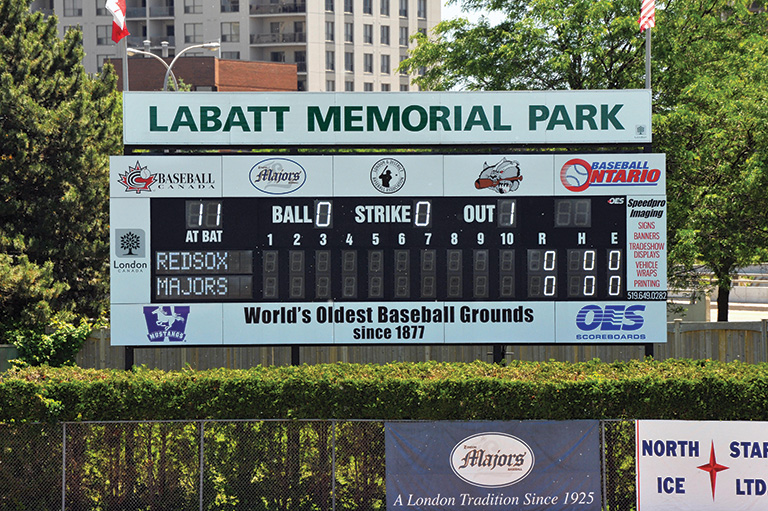 LABATT MEMORIAL PARK
BASEBALL CANADA
Majors
BASEBALL ONTARIO
11 BALL 0 STRIKE 0 OUT 1
OES
AT BAT
1 2 3 4 5 6 7 8 9 10 R H E
REDSOX 0 0 0
MAJORS 0 0 0
London
CANADA
Speedpro
Imaging
SIGNS
BANNERS
TRADESHOW
DISPLAYS
VEHICLE
WRAPS
PRINTING
519.649.0282
MUSTANGS
World's Oldest Baseball Grounds
since 1877
OES
SCOREBOARDS
Majors
A London Tradition Since 1925
NORTH STAR
ICE LTD